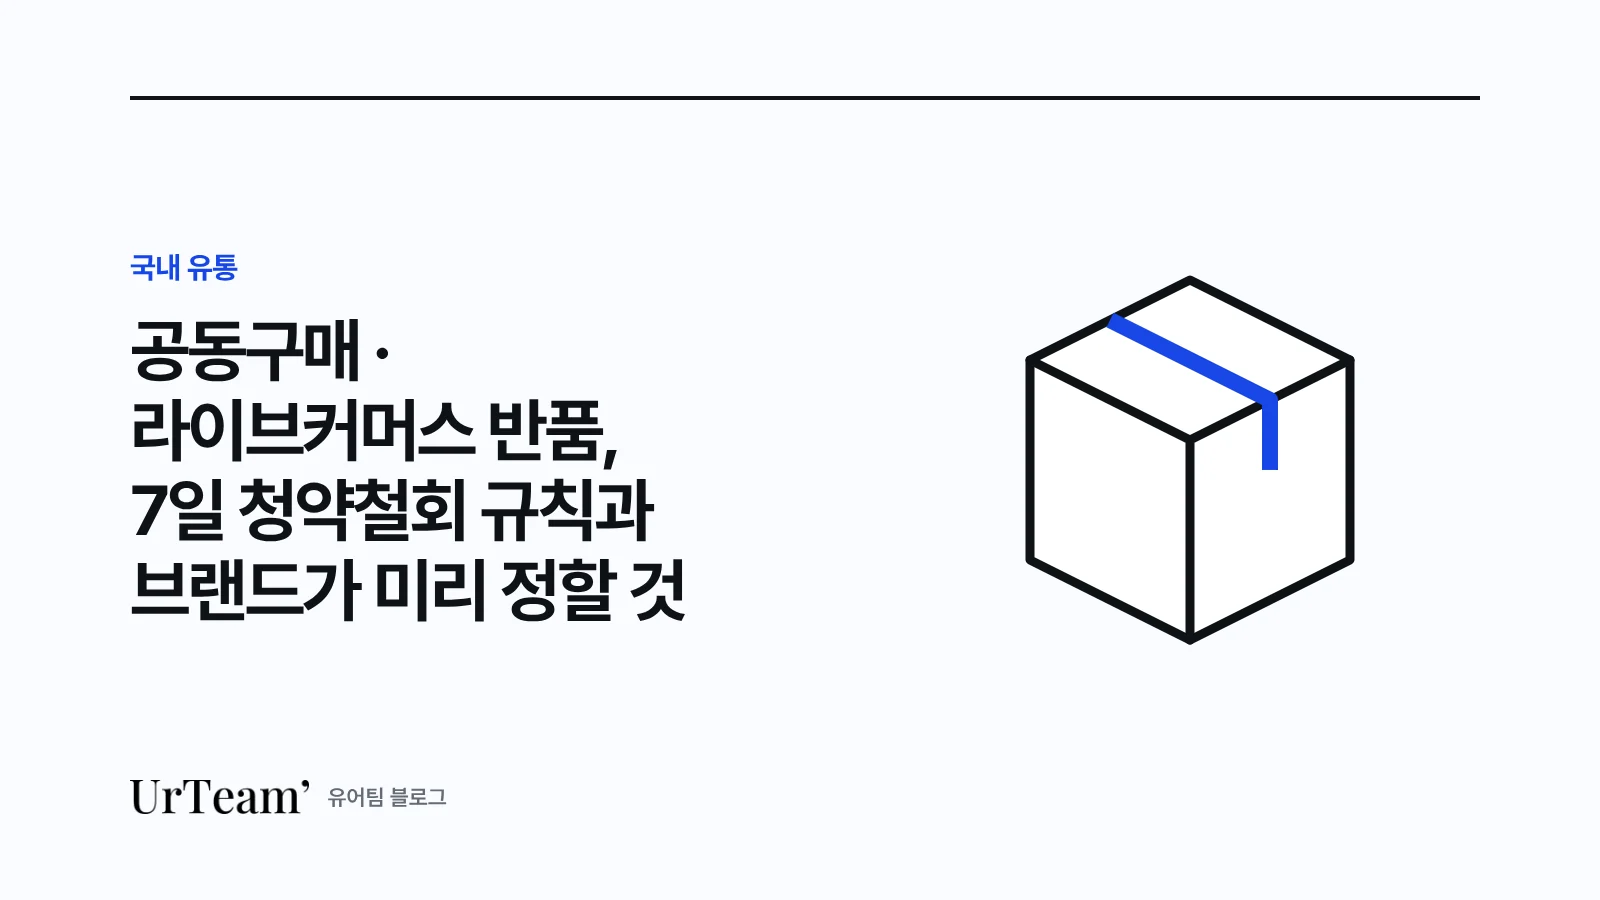 국내 유통
공동구매 ·
라이브커머스 반품,
7일 청약철회 규칙과
브랜드가 미리 정할 것
UrTeam’ 유어팀 블로그